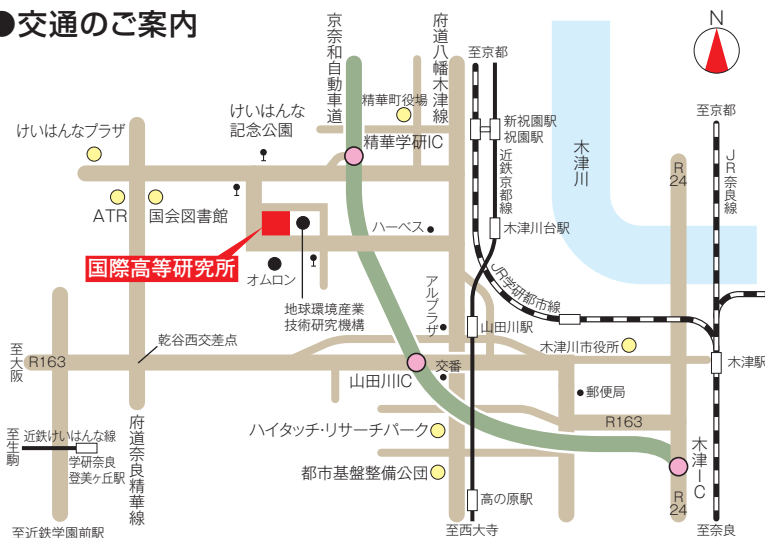 ●交通のご案内
N
京奈和自動車道
府道八幡木津線
至京都
精華町役場
けいはんな
記念公園
新祝園駅
祝園駅
至京都
けいはんなプラザ
精華学研IC
近鉄京都線
木津川
R
24
JR奈良線
ATR
国会図書館
ハーベス
木津川台駅
国際高等研究所
オムロン
地球環境産業
技術研究機構
アルプラザ
JR学研都市線
山田川駅
乾谷西交差点
木津川市役所
至大阪
R163
交番
木津駅
山田川IC
郵便局
ハイタッチ・リサーチパーク
R163
至生駒
近鉄けいはんな線
学研奈良
登美ヶ丘駅
府道奈良精華線
都市基盤整備公団
木津IC
高の原駅
R
24
至近鉄学園前駅
至西大寺
至奈良